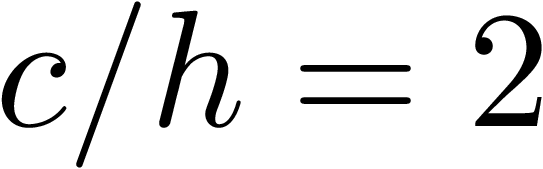 c/h = 2